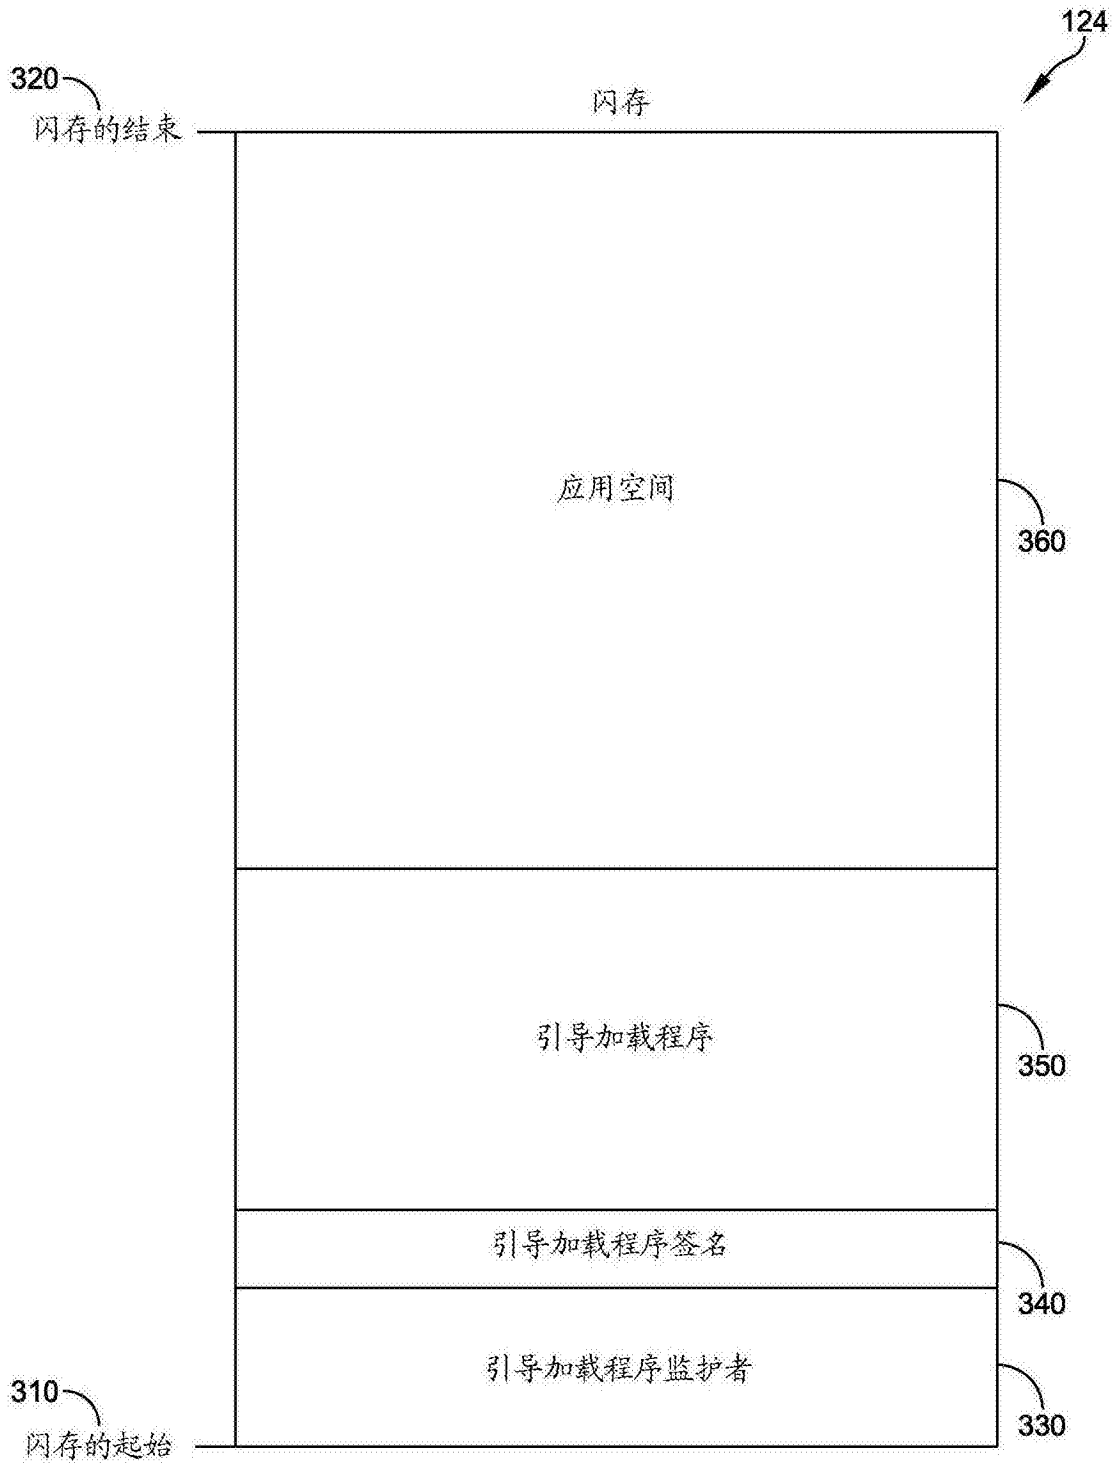 124
320
闪存
闪存的结束
应用空间
360
引导加载程序
350
引导加载程序签名
340
引导加载程序监护者
310
330
闪存的起始